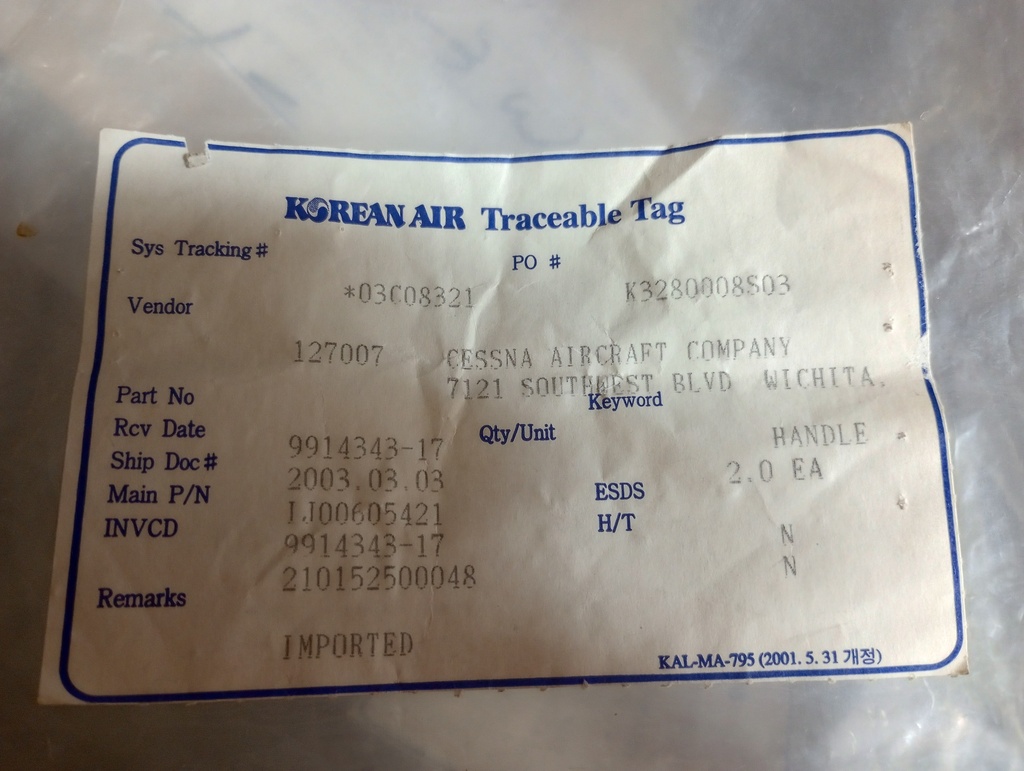 KOREAN AIR Traceable Tag
Sys Tracking # PO #
*03C08321 K3280008S03
Vendor
127007 CESSNA AIRCRAFT COMPANY
7121 SOUTHWEST BLVD WICHITA,
Part No Keyword
9914343-17 HANDLE
Rcv Date Qty/Unit
2003.03.03 2.0 EA
Ship Doc# ESDS
IJ00605421 N
Main P/N H/T
9914343-17 N
INVCD
210152500048
Remarks
IMPORTED
KAL-MA-795 (2001. 5. 31 개정)